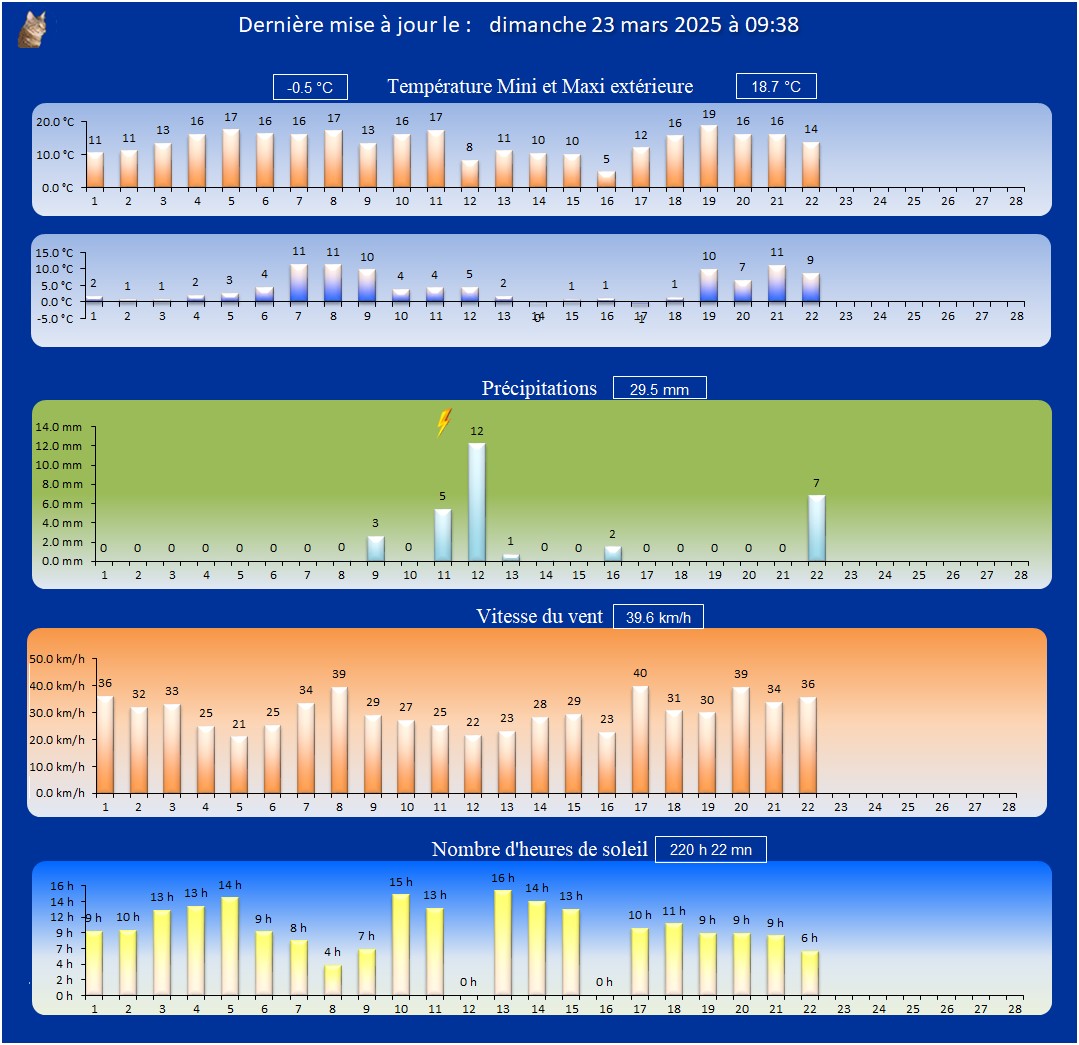 Dernière mise à jour le : dimanche 23 mars 2025 à 09:38
-0.5 °C Température Mini et Maxi extérieure 18.7 °C
20.0 °C
10.0 °C
0.0 °C
11 11 13 16 17 16 16 17 13 16 17 8 11 10 10 5 12 16 19 16 16 14
1 2 3 4 5 6 7 8 9 10 11 12 13 14 15 16 17 18 19 20 21 22 23 24 25 26 27 28
15.0 °C
10.0 °C
5.0 °C
0.0 °C
-5.0 °C
2 1 1 2 3 4 11 11 10 4 4 5 2 0 1 1 1 1 10 7 11 9
1 2 3 4 5 6 7 8 9 10 11 12 13 14 15 16 17 18 19 20 21 22 23 24 25 26 27 28
Précipitations 29.5 mm
14.0 mm
12.0 mm
10.0 mm
8.0 mm
6.0 mm
4.0 mm
2.0 mm
0.0 mm
0 0 0 0 0 0 0 0 3 0 5 12 1 0 0 2 0 0 0 0 0 7
1 2 3 4 5 6 7 8 9 10 11 12 13 14 15 16 17 18 19 20 21 22 23 24 25 26 27 28
Vitesse du vent 39.6 km/h
50.0 km/h
40.0 km/h
30.0 km/h
20.0 km/h
10.0 km/h
0.0 km/h
36 32 33 25 21 25 34 39 29 27 25 22 23 28 29 23 40 31 30 39 34 36
1 2 3 4 5 6 7 8 9 10 11 12 13 14 15 16 17 18 19 20 21 22 23 24 25 26 27 28
Nombre d'heures de soleil 220 h 22 mn
16 h
14 h
12 h
9 h
7 h
4 h
2 h
0 h
9 h 10 h 13 h 13 h 14 h 9 h 8 h 4 h 7 h 15 h 13 h 0 h 16 h 14 h 13 h 0 h 10 h 11 h 9 h 9 h 9 h 6 h
1 2 3 4 5 6 7 8 9 10 11 12 13 14 15 16 17 18 19 20 21 22 23 24 25 26 27 28